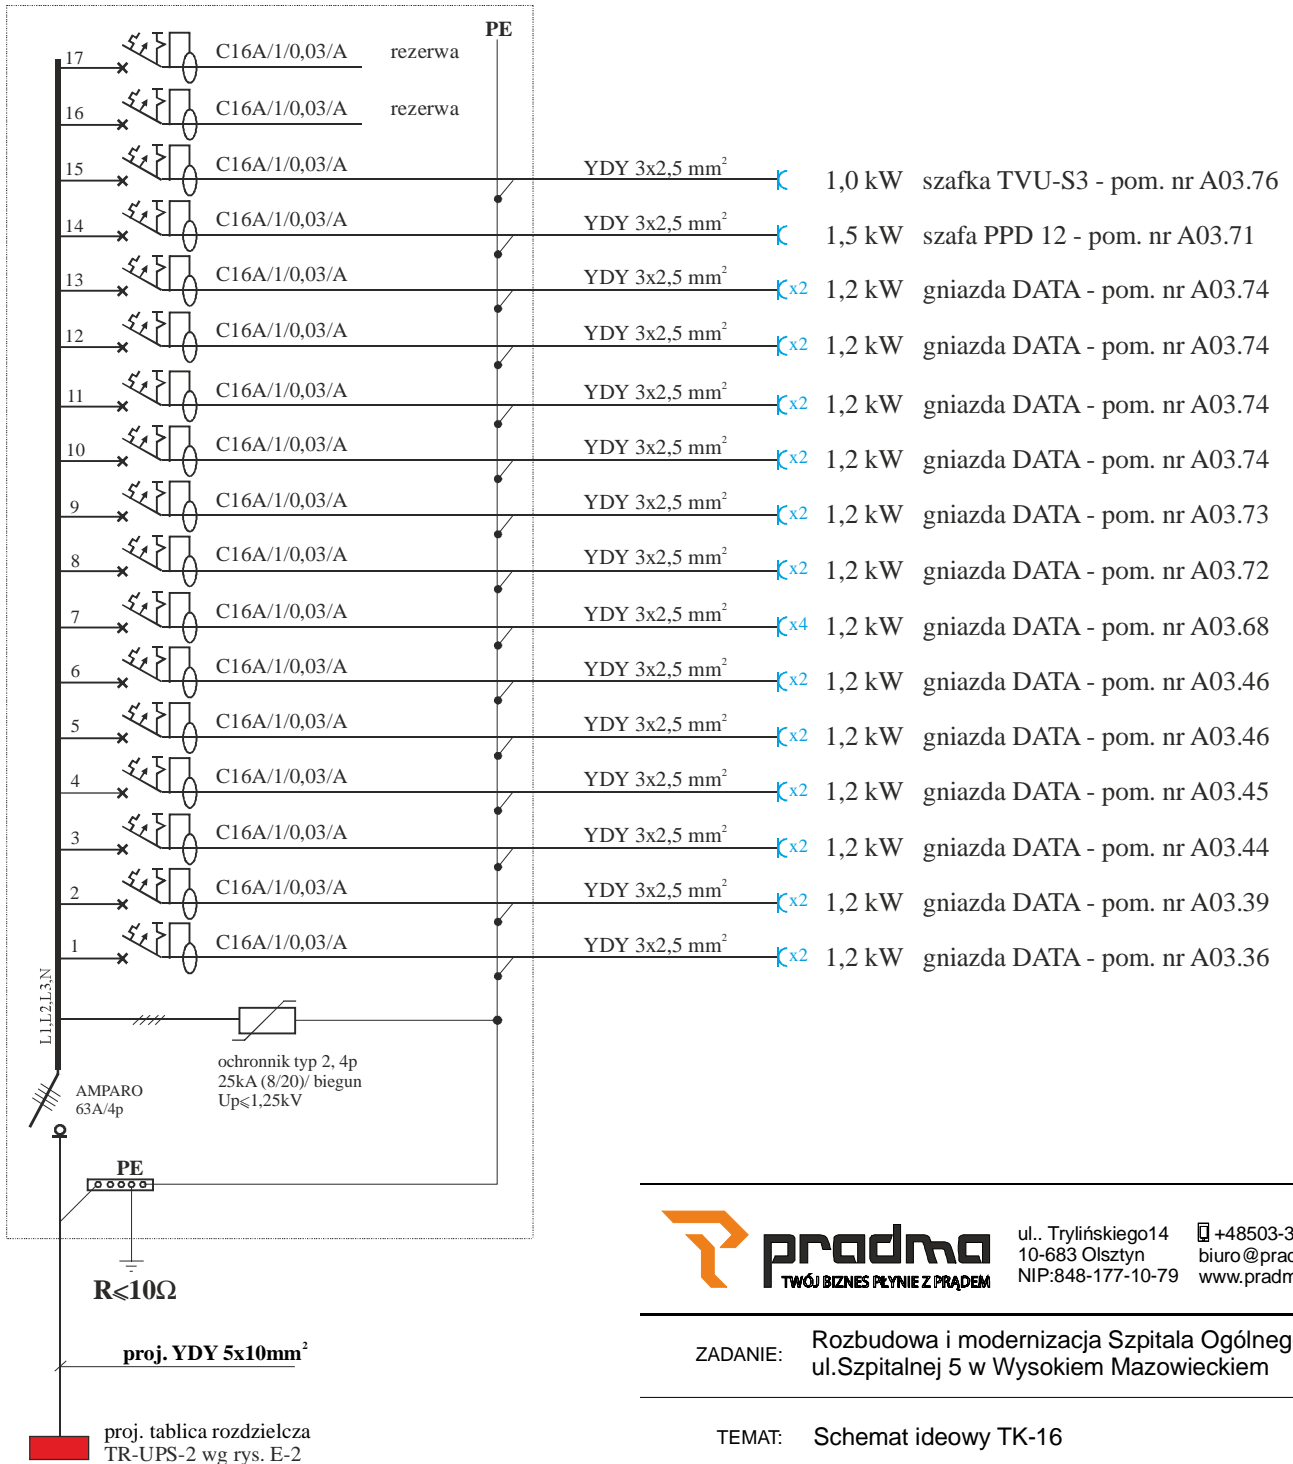 PE
17 C16A/1/0,03/A rezerwa
16 C16A/1/0,03/A rezerwa
15 C16A/1/0,03/A YDY 3x2,5 mm² 1,0 kW szafka TVU-S3 - pom. nr A03.76
14 C16A/1/0,03/A YDY 3x2,5 mm² 1,5 kW szafa PPD 12 - pom. nr A03.71
13 C16A/1/0,03/A YDY 3x2,5 mm² x2 1,2 kW gniazda DATA - pom. nr A03.74
12 C16A/1/0,03/A YDY 3x2,5 mm² x2 1,2 kW gniazda DATA - pom. nr A03.74
11 C16A/1/0,03/A YDY 3x2,5 mm² x2 1,2 kW gniazda DATA - pom. nr A03.74
10 C16A/1/0,03/A YDY 3x2,5 mm² x2 1,2 kW gniazda DATA - pom. nr A03.74
9 C16A/1/0,03/A YDY 3x2,5 mm² x2 1,2 kW gniazda DATA - pom. nr A03.73
8 C16A/1/0,03/A YDY 3x2,5 mm² x2 1,2 kW gniazda DATA - pom. nr A03.72
7 C16A/1/0,03/A YDY 3x2,5 mm² x4 1,2 kW gniazda DATA - pom. nr A03.68
6 C16A/1/0,03/A YDY 3x2,5 mm² x2 1,2 kW gniazda DATA - pom. nr A03.46
5 C16A/1/0,03/A YDY 3x2,5 mm² x2 1,2 kW gniazda DATA - pom. nr A03.46
4 C16A/1/0,03/A YDY 3x2,5 mm² x2 1,2 kW gniazda DATA - pom. nr A03.45
3 C16A/1/0,03/A YDY 3x2,5 mm² x2 1,2 kW gniazda DATA - pom. nr A03.44
2 C16A/1/0,03/A YDY 3x2,5 mm² x2 1,2 kW gniazda DATA - pom. nr A03.39
1 C16A/1/0,03/A YDY 3x2,5 mm² x2 1,2 kW gniazda DATA - pom. nr A03.36
L1,L2,L3,N
ochronnik typ 2, 4p
25kA (8/20)/ biegun
Up⩽1,25kV
AMPARO
63A/4p
PE
R⩽10Ω
proj. YDY 5x10mm²
proj. tablica rozdzielcza
TR-UPS-2 wg rys. E-2
pradma
TWÓJ BIZNES PŁYNIE Z PRĄDEM
ul.. Trylińskiego14
10-683 Olsztyn
NIP:848-177-10-79
+48503-3
biuro@prad
www.pradm
ZADANIE: Rozbudowa i modernizacja Szpitala Ogólneg
ul.Szpitalnej 5 w Wysokiem Mazowieckiem
TEMAT: Schemat ideowy TK-16